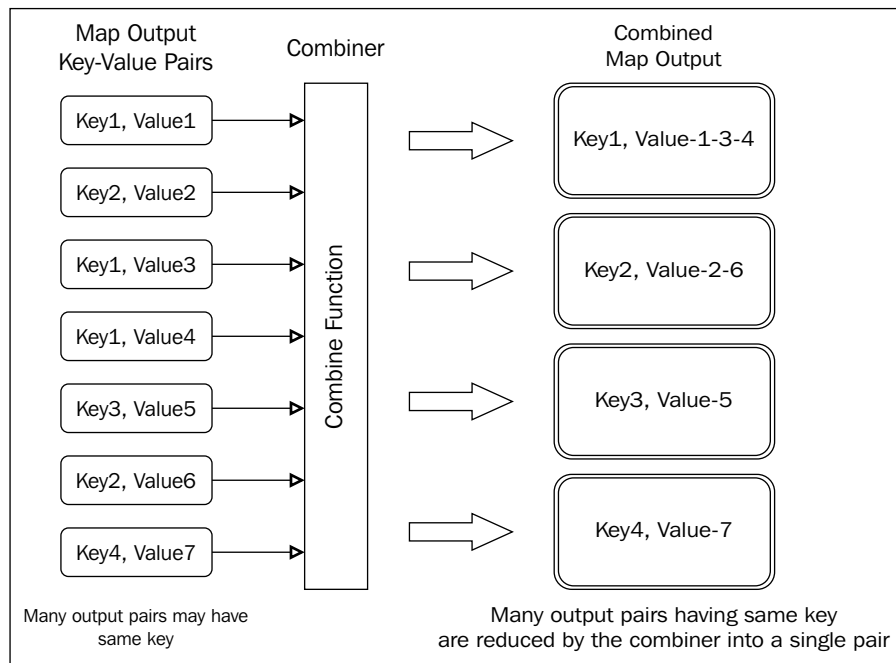 Map Output
Key-Value Pairs
Combiner
Combined
Map Output
Key1, Value1
Key2, Value2
Key1, Value3
Key1, Value4
Key3, Value5
Key2, Value6
Key4, Value7
Combine Function
Key1, Value-1-3-4
Key2, Value-2-6
Key3, Value-5
Key4, Value-7
Many output pairs may have
same key
Many output pairs having same key
are reduced by the combiner into a single pair